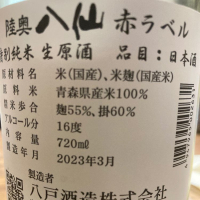 陸奥 八仙 赤ラベル
特別純米 生原酒 品目:日本酒
原材料名 米(国産)、米麹(国産米)
原料米 青森県産米100%
精米歩合 麹55%、掛60%
アルコール分 16度
内容量 720㎖
製造年月 2023年3月
製造者
八戸酒造株式会社